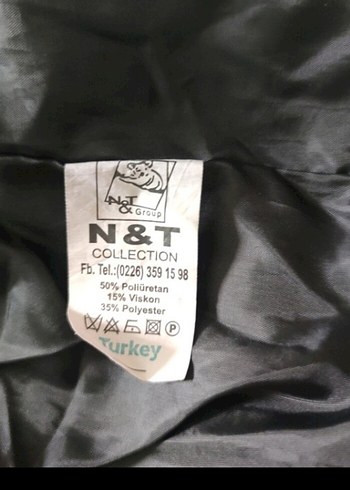 N&T
Group
N & T
COLLECTION
Fb. Tel.:(0226) 359 15 98
50% Poliüretan
15% Viskon
35% Polyester
P
Turkey